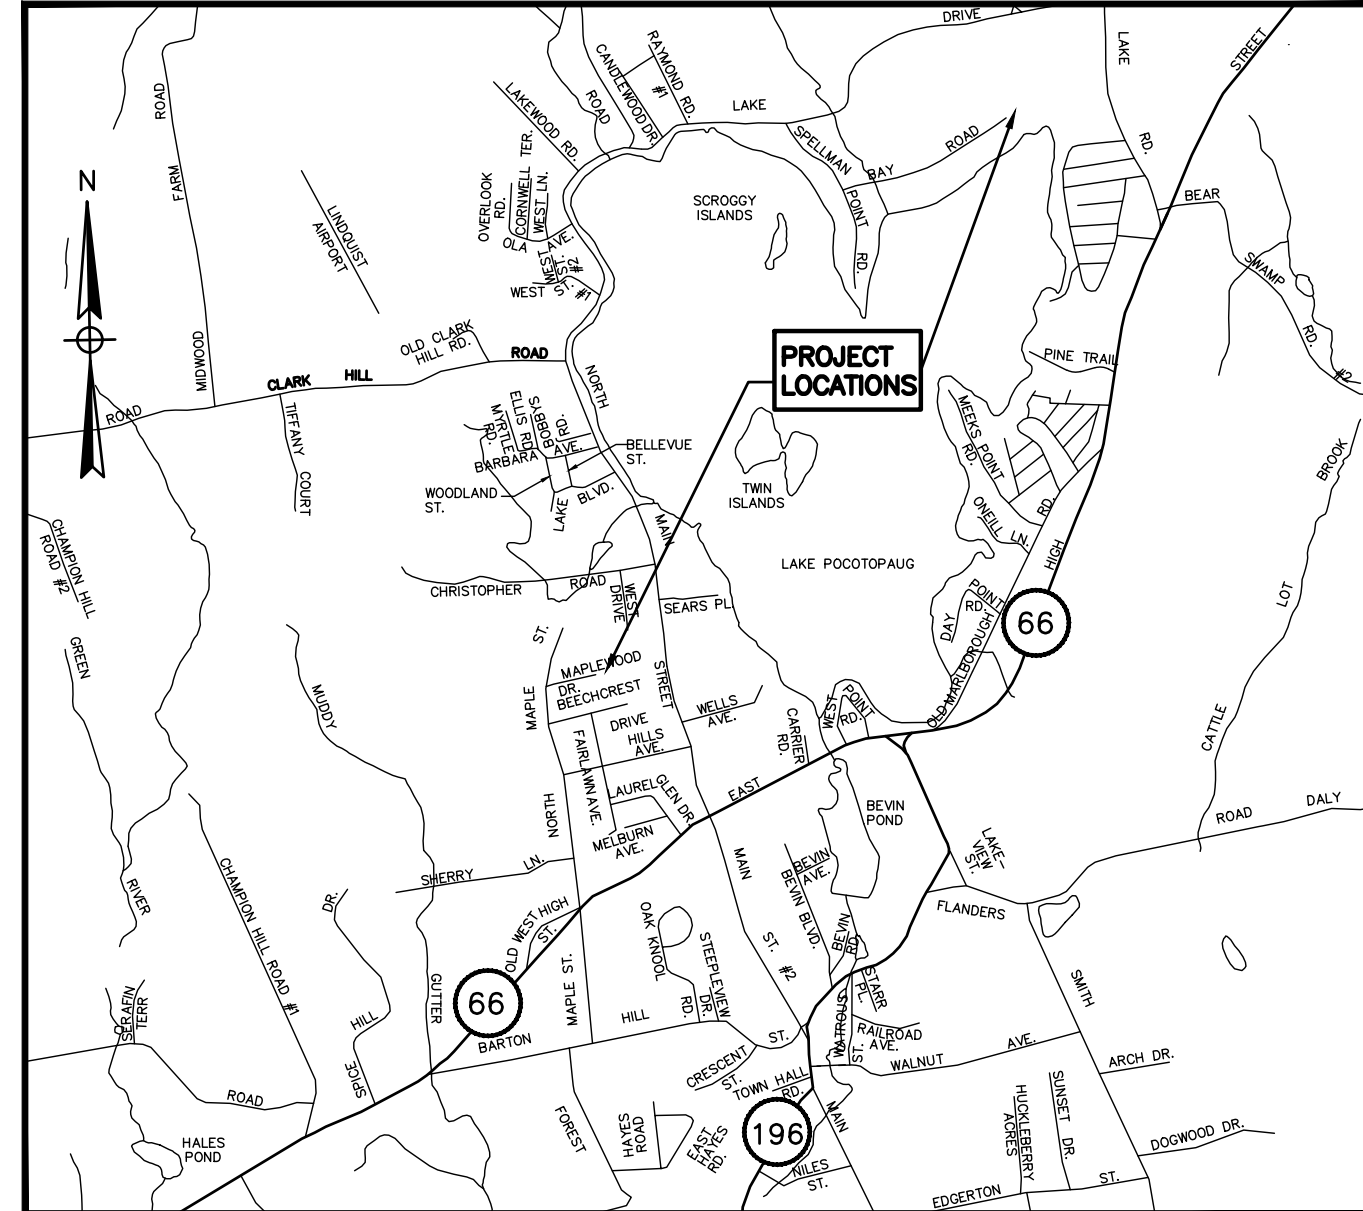 DRIVE
LAKE
STREET
ROAD
FARM
MIDWOOD
CANDLEWOOD DR.
RAYMOND RD.
#1
ROAD
LAKEWOOD RD.
LAKE
SPELLMAN
POINT
RD.
BAY
ROAD
RD.
BEAR
SWAMP
RD.
#2
N
LINDQUIST
AIRPORT
OVERLOOK
RD.
CORNWELL TER.
WEST LN.
OLA
AVE.
WEST
ST.
#2
WEST
ST.
#1
SCROGGY
ISLANDS
OLD CLARK
HILL RD.
ROAD
CLARK
HILL
ROAD
TIFFANY
COURT
NORTH
PROJECT
LOCATIONS
PINE TRAIL
MYRTLE
RD.
ELLIS RD.
BOBBYS
RD.
BARBARA
AVE.
BELLEVUE
ST.
WOODLAND
ST.
LAKE
BLVD.
MAIN
TWIN
ISLANDS
MEEKS POINT
RD.
ONEILL
LN.
RD.
HIGH
BROOK
LOT
CATTLE
CHAMPION HILL
ROAD #2
GREEN
CHRISTOPHER
ROAD
WEST
DRIVE
SEARS PL.
LAKE POCOTOPAUG
POINT
RD.
DAY
OLD MARLBOROUGH
66
MUDDY
ST.
MAPLE
MAPLEWOOD
DR.
BEECHCREST
DRIVE
STREET
WELLS
AVE.
HILLS
AVE.
FAIRLAWN AVE.
LAUREL
GLEN DR.
MELBURN
AVE.
NORTH
CARRIER
RD.
WEST
POINT
RD.
EAST
BEVIN
POND
ROAD
DALY
LAKE-
VIEW
ST.
FLANDERS
SHERRY
LN.
OLD WEST HIGH
ST.
RIVER
CHAMPION HILL ROAD #1
DR.
HILL
SPICE
GUTTER
66
MAPLE ST.
OAK KNOOL
RD.
STEEPLEVIEW
DR.
MAIN
ST.
#2
BEVIN
AVE.
BEVIN BLVD.
BEVIN
RD.
STARR
PL.
WATROUS
ST.
RAILROAD
AVE.
SMITH
SERAFIN
TERR
ROAD
BARTON
HILL
ST.
CRESCENT
ST.
TOWN HALL
RD.
WALNUT
AVE.
ARCH DR.
HALES
POND
FOREST
HAYES
ROAD
EAST
HAYES
RD.
196
MAIN
NILES
ST.
HUCKLEBERRY
ACRES
SUNSET DR.
DOGWOOD DR.
EDGERTON
ST.